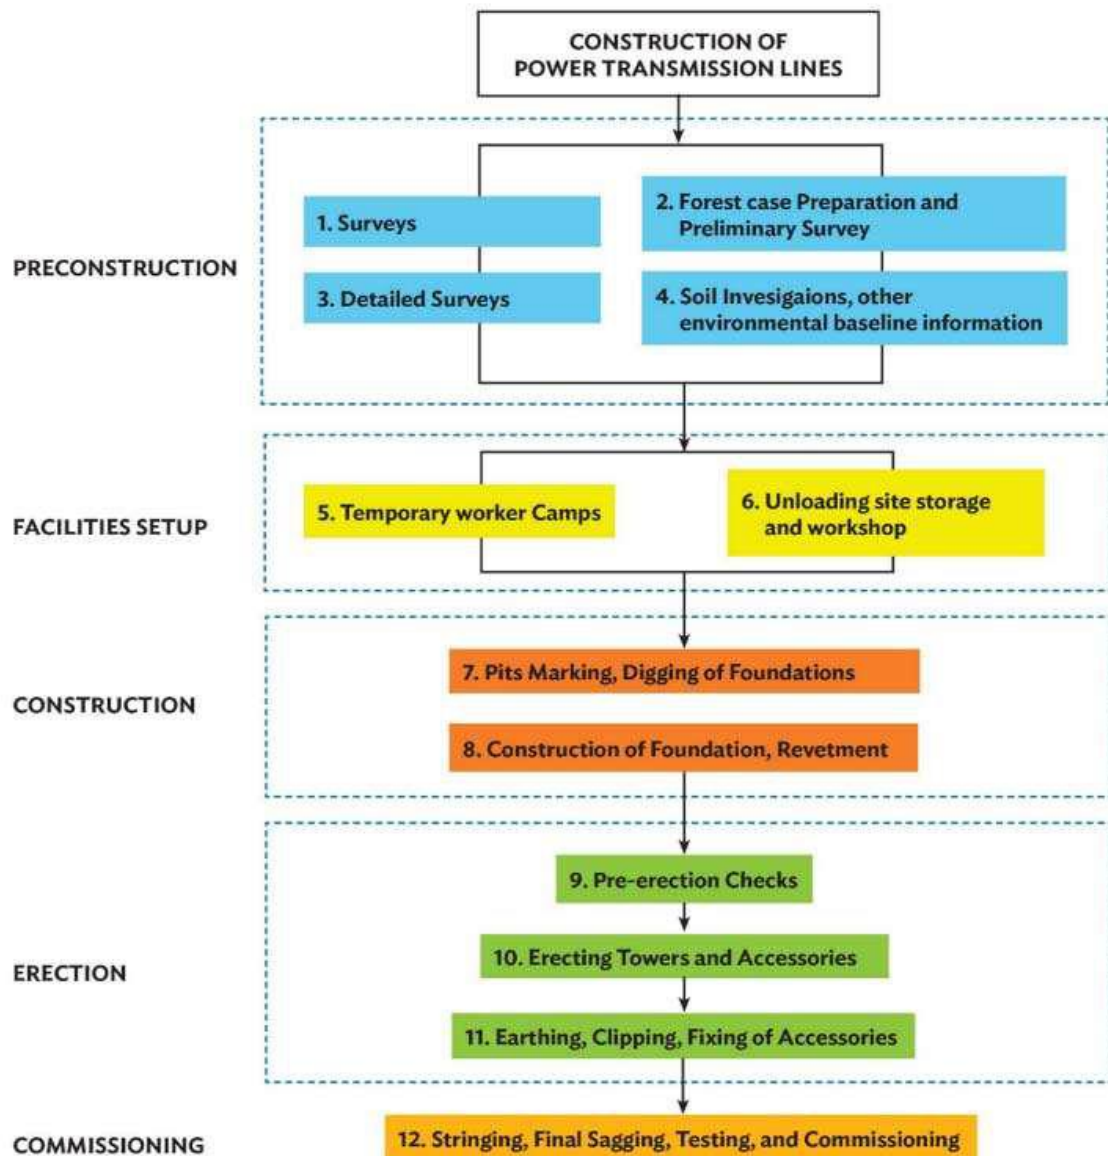 CONSTRUCTION OF
POWER TRANSMISSION LINES
PRECONSTRUCTION
1. Surveys
2. Forest case Preparation and
Preliminary Survey
3. Detailed Surveys
4. Soil Invesigaions, other
environmental baseline information
FACILITIES SETUP
5. Temporary worker Camps
6. Unloading site storage
and workshop
CONSTRUCTION
7. Pits Marking, Digging of Foundations
8. Construction of Foundation, Revetment
ERECTION
9. Pre-erection Checks
10. Erecting Towers and Accessories
11. Earthing, Clipping, Fixing of Accessories
COMMISSIONING
12. Stringing, Final Sagging, Testing, and Commissioning